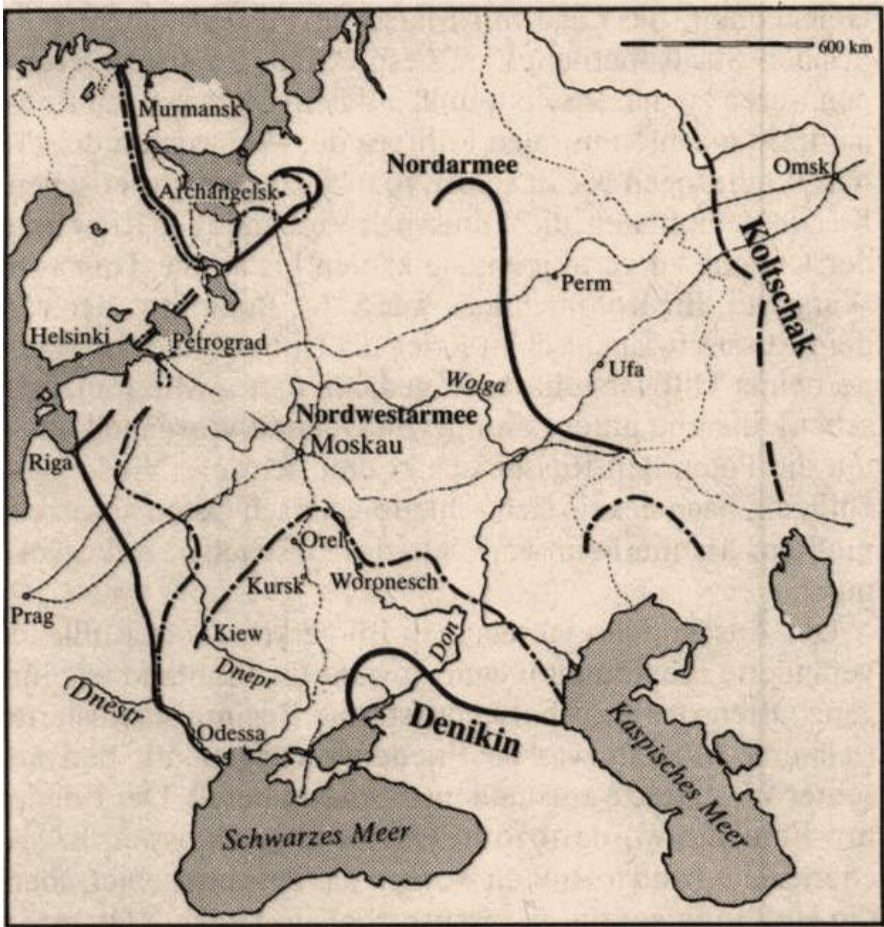 600 km
Murmansk
Nordarmee
Omsk
Archangelsk
Koltschak
Perm
Helsinki
Petrograd
Ufa
Wolga
Nordwestarmee
Moskau
Riga
Orel
Kursk
Woronesch
Prag
Kiew
Don
Dnepr
Dnestr
Denikin
Odessa
Kaspisches Meer
Schwarzes Meer